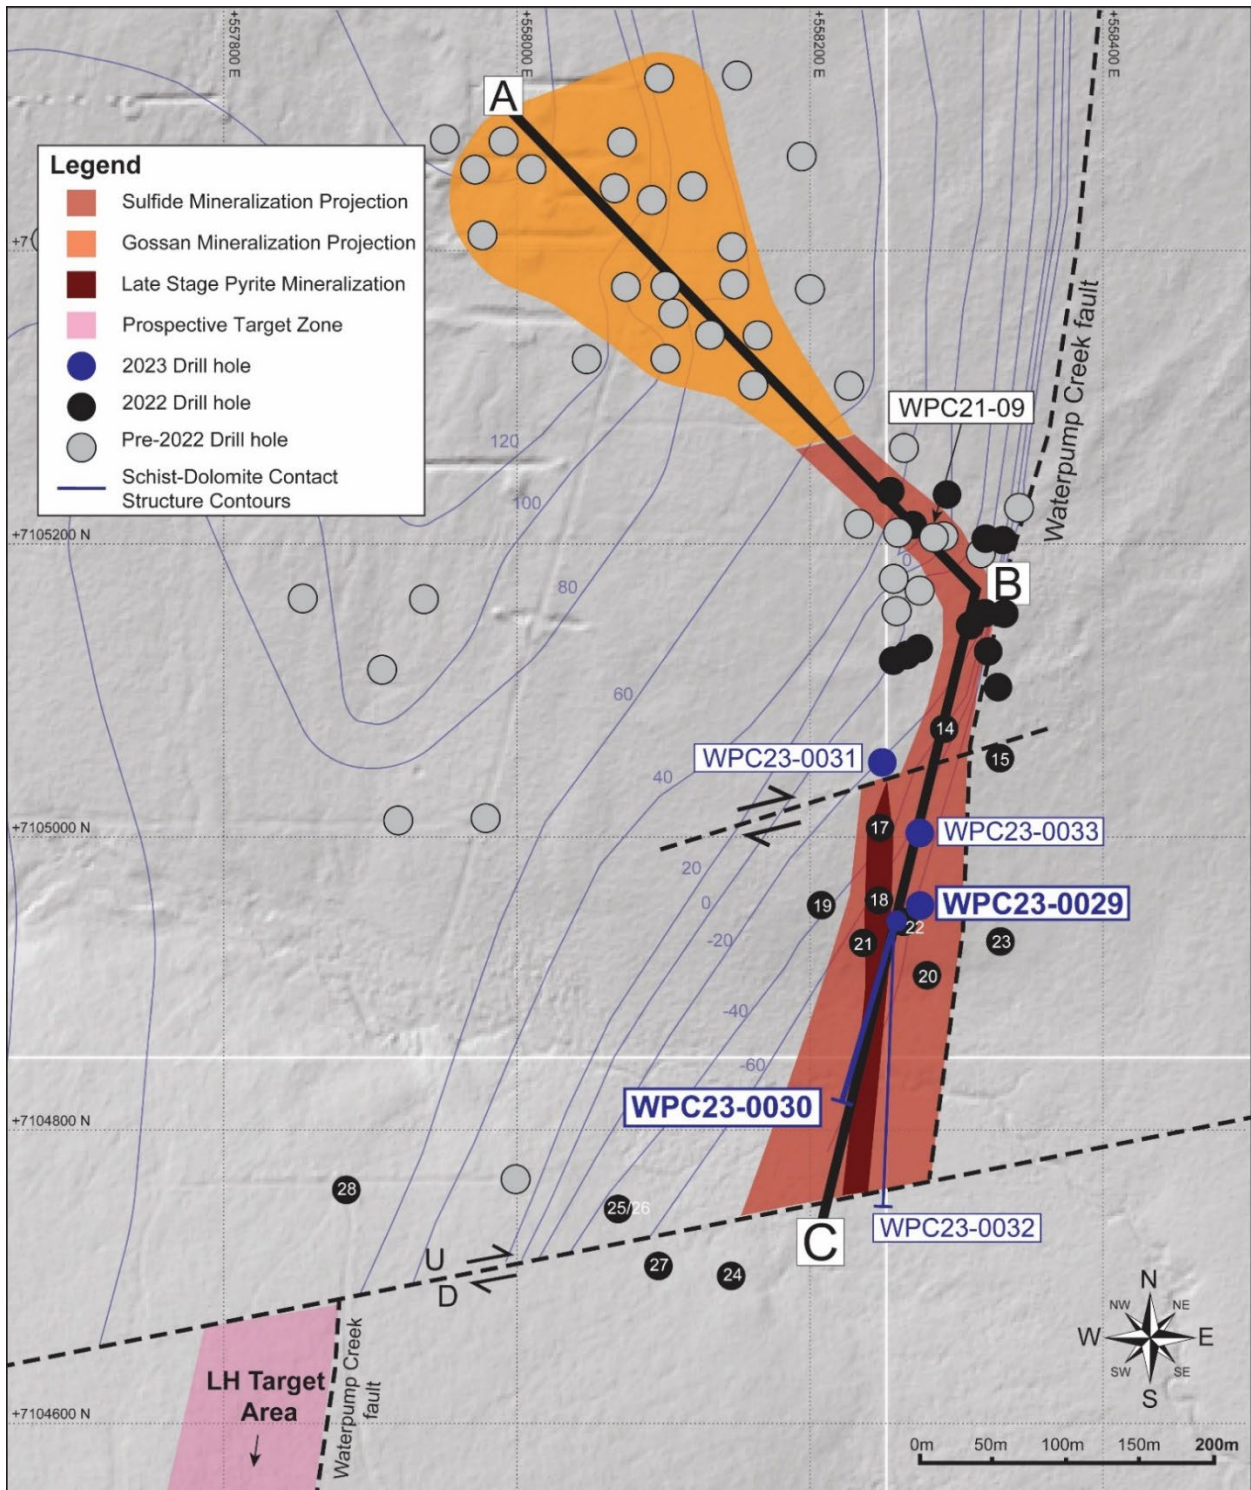 +557800 E
+558000 E
+558200 E
+558400 E
A
Legend
Sulfide Mineralization Projection
Gossan Mineralization Projection
Late Stage Pyrite Mineralization
Prospective Target Zone
2023 Drill hole
2022 Drill hole
Pre-2022 Drill hole
Schist-Dolomite Contact
Structure Contours
+7
Waterpump Creek fault
WPC21-09
120
100
+7105200 N
0
B
80
60
14
WPC23-0031
15
40
17
+7105000 N
WPC23-0033
20
18
19
0
WPC23-0029
22
-20
21
23
20
-40
-60
WPC23-0030
+7104800 N
28
25/26
WPC23-0032
C
U
27
24
D
N
NW
NE
W
E
SW
SE
S
Waterpump Creek
fault
LH Target
Area
+7104600 N
0m
50m
100m
150m
200m